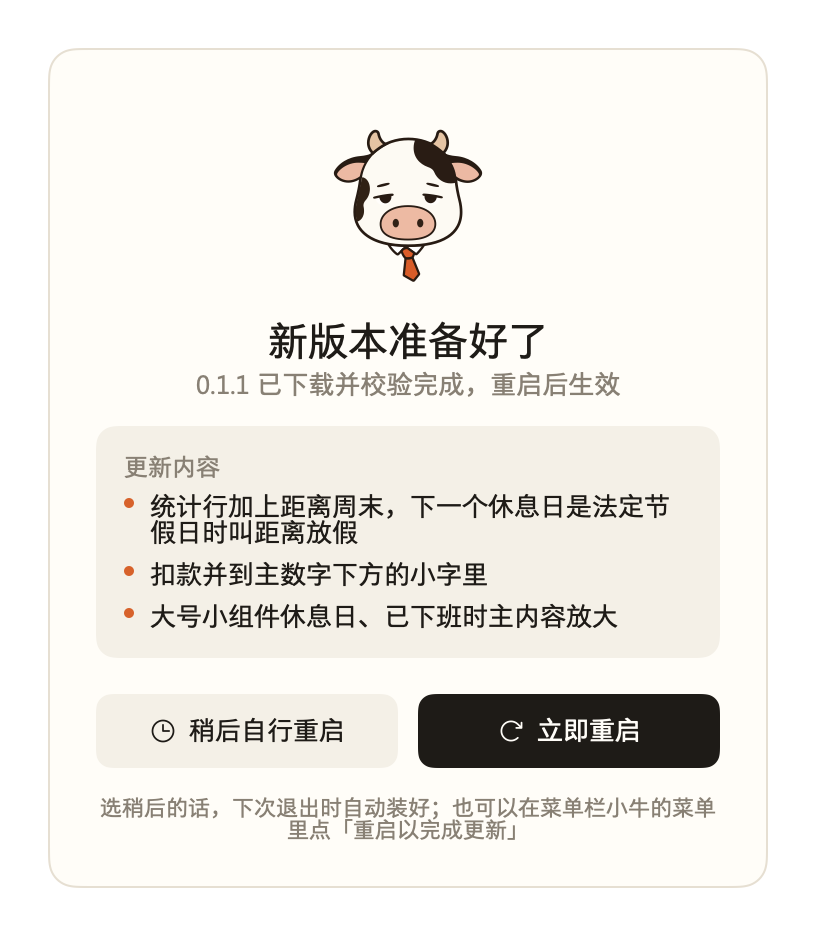 新版本准备好了
0.1.1 已下载并校验完成，重启后生效
更新内容
统计行加上距离周末，下一个休息日是法定节
假日时叫距离放假
扣款并到主数字下方的小字里
大号小组件休息日、已下班时主内容放大
稍后自行重启
立即重启
选稍后的话，下次退出时自动装好；也可以在菜单栏小牛的菜单
里点「重启以完成更新」